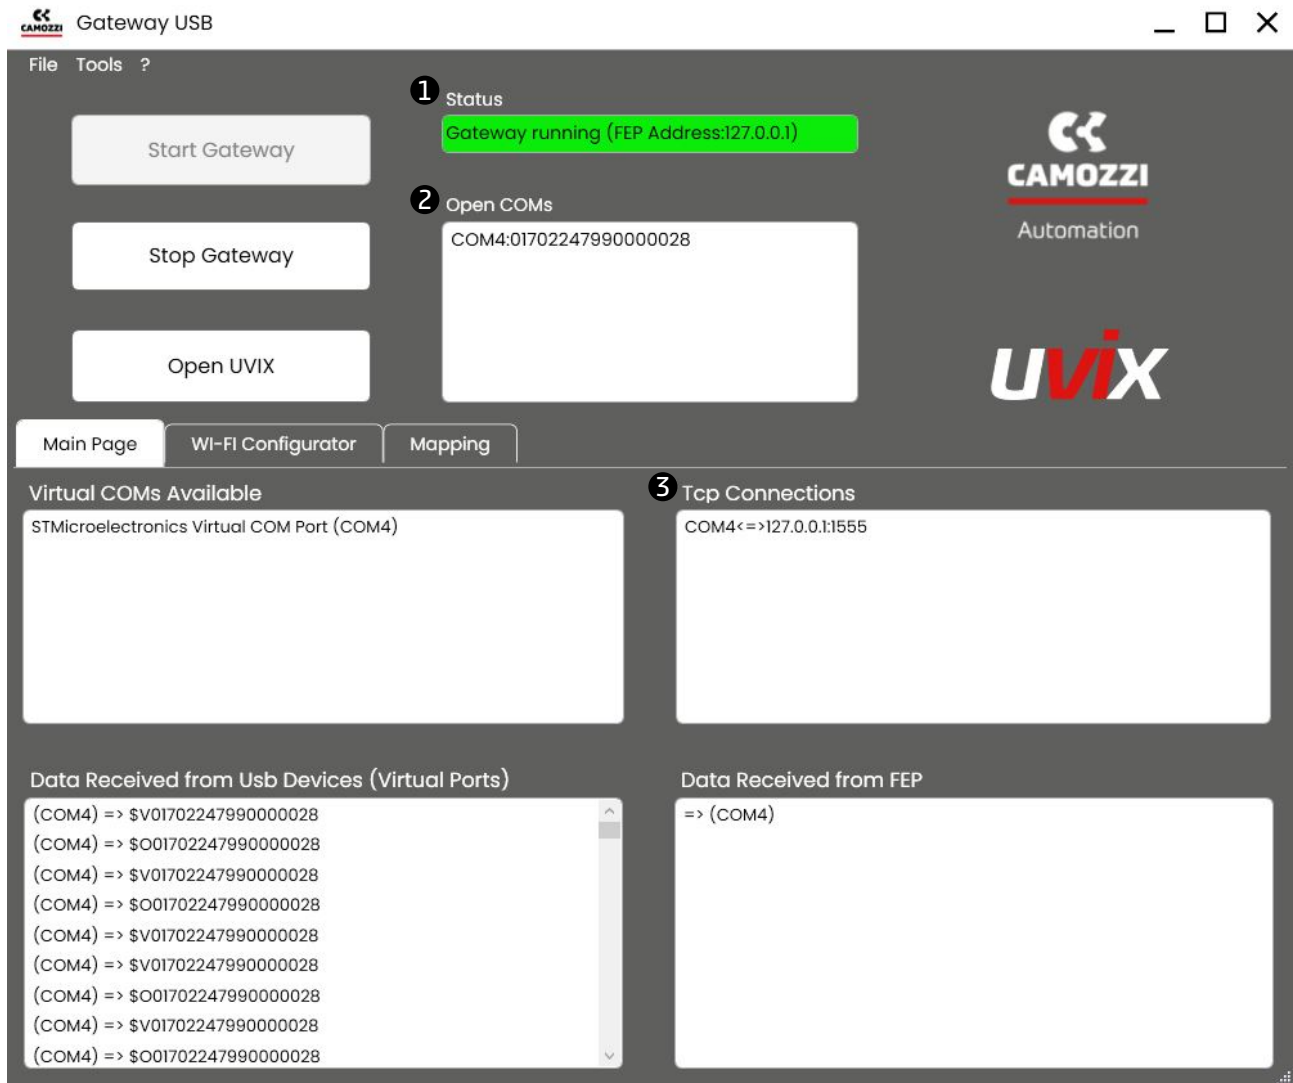 CAMOZZI Gateway USB
File Tools ?
Start Gateway
Stop Gateway
Open UVIX
1 Status
Gateway running (FEP Address:127.0.0.1)
2 Open COMs
COM4:01702247990000028
CAMOZZI
Automation
uvix
Main Page WI-FI Configurator Mapping
Virtual COMs Available
STMicroelectronics Virtual COM Port (COM4)
3 Tcp Connections
COM4<=>127.0.0.1:1555
Data Received from Usb Devices (Virtual Ports)
(COM4) => $V01702247990000028
(COM4) => $O01702247990000028
(COM4) => $V01702247990000028
(COM4) => $O01702247990000028
(COM4) => $V01702247990000028
(COM4) => $V01702247990000028
(COM4) => $O01702247990000028
(COM4) => $V01702247990000028
(COM4) => $O01702247990000028
Data Received from FEP
=> (COM4)